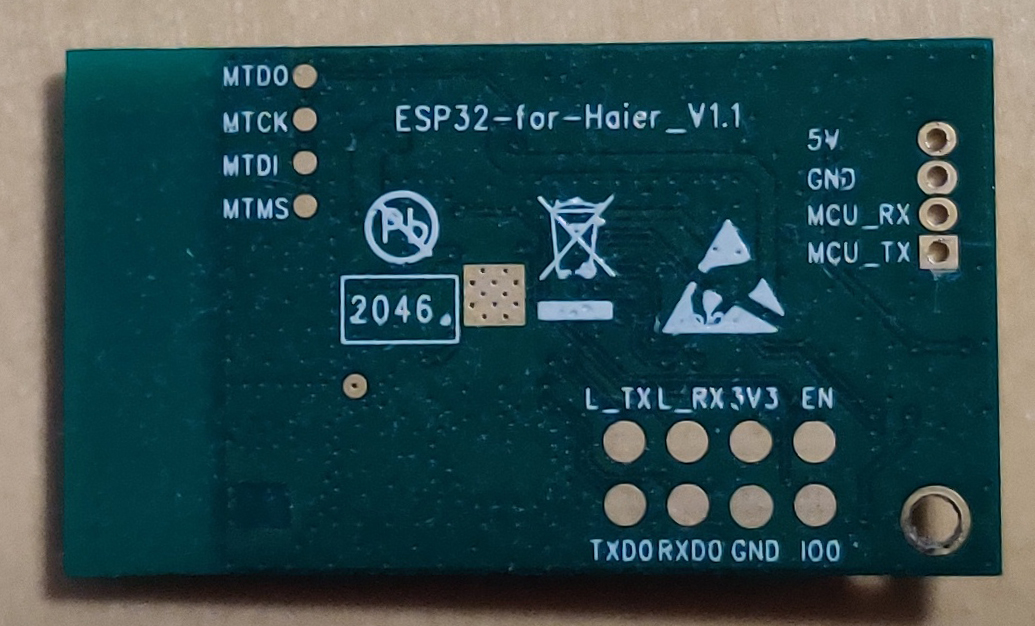 MTDO
MTCK
MTDI
MTMS
ESP32-for-Haier_V1.1
5V
GND
MCU_RX
MCU_TX
Pb
2046.
L_TX L_RX 3V3 EN
TXD0 RXD0 GND IO0